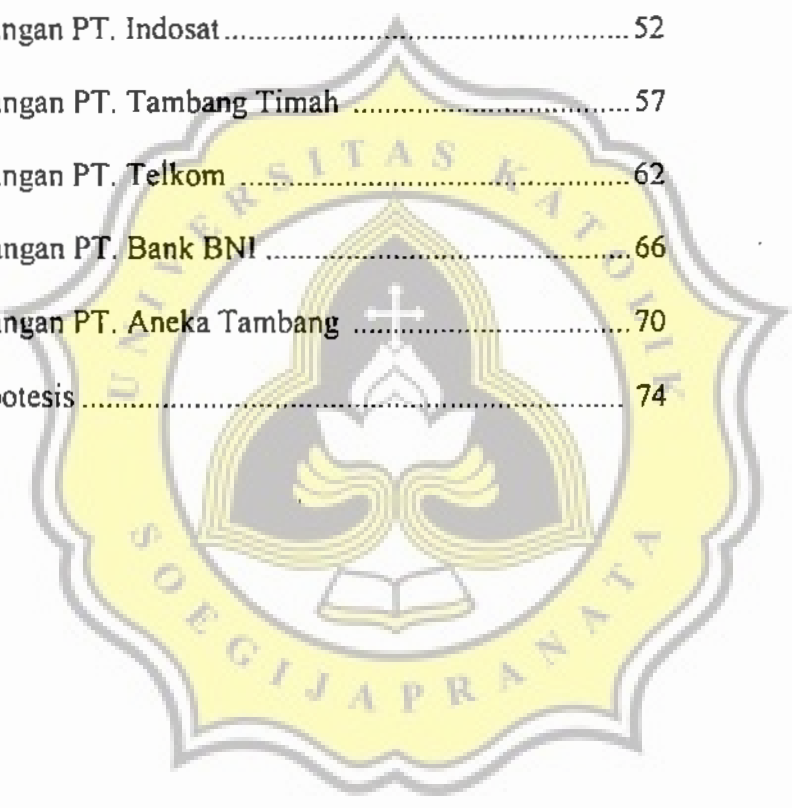 ngan PT. Indosat ................................................ 52
ngan PT. Tambang Timah .................................. 57
ngan PT. Telkom ................................................ 62
ngan PT. Bank BNI ............................................ 66
ngan PT. Aneka Tambang .................................. 70
potesis ................................................................ 74
UNIVERSITAS KATOLIK
SOEGIJAPRANATA